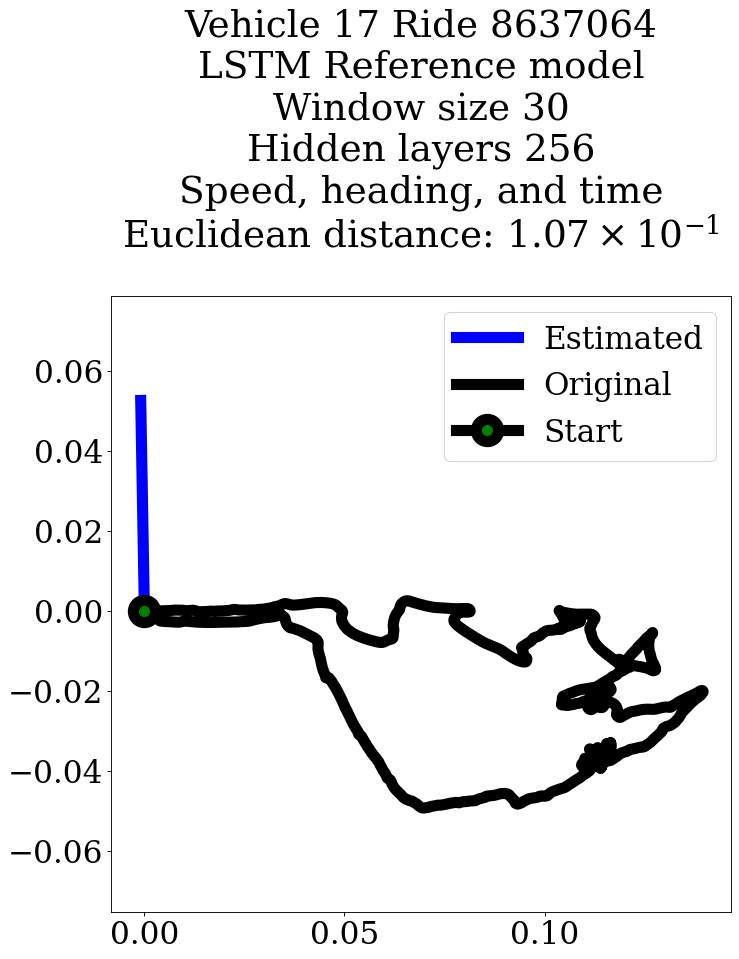 Vehicle 17 Ride 8637064
LSTM Reference model
Window size 30
Hidden layers 256
Speed, heading, and time
Euclidean distance: 1.07 × 10⁻¹
Estimated
Original
Start
0.06
0.04
0.02
0.00
−0.02
−0.04
−0.06
0.00 0.05 0.10